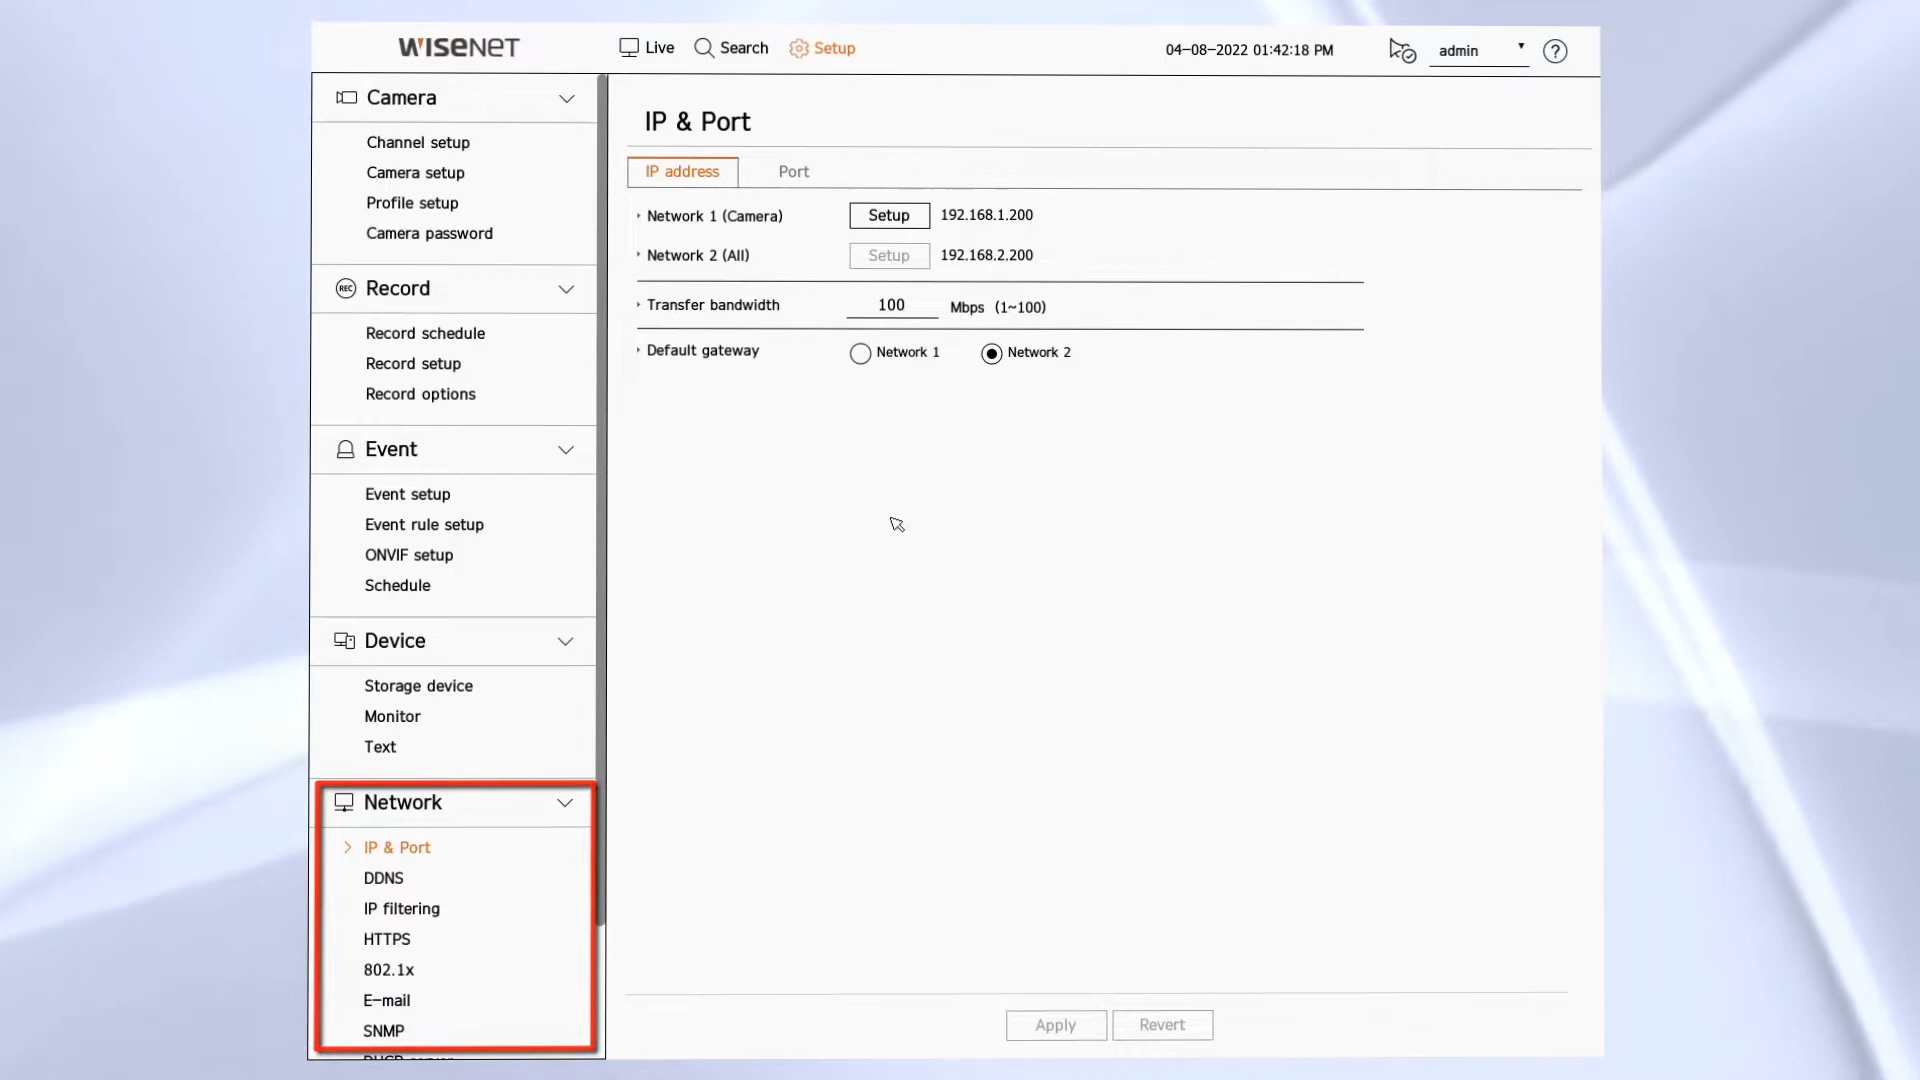 WISENET
Live Search Setup
04-08-2022 01:42:18 PM
admin
?
Camera
Channel setup
Camera setup
Profile setup
Camera password
REC Record
Record schedule
Record setup
Record options
Event
Event setup
Event rule setup
ONVIF setup
Schedule
Device
Storage device
Monitor
Text
Network
IP & Port
DDNS
IP filtering
HTTPS
802.1x
E-mail
SNMP
DHCP server
IP & Port
IP address Port
Network 1 (Camera) Setup 192.168.1.200
Network 2 (All) Setup 192.168.2.200
Transfer bandwidth 100 Mbps (1~100)
Default gateway Network 1 Network 2
Apply Revert